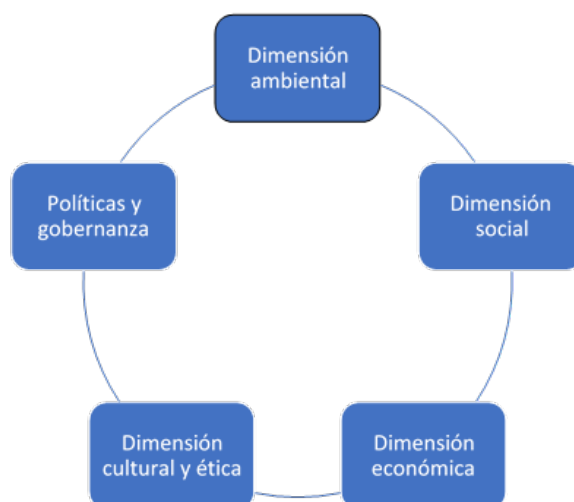 Dimensión
ambiental
Dimensión
social
Dimensión
económica
Dimensión
cultural y ética
Políticas y
gobernanza